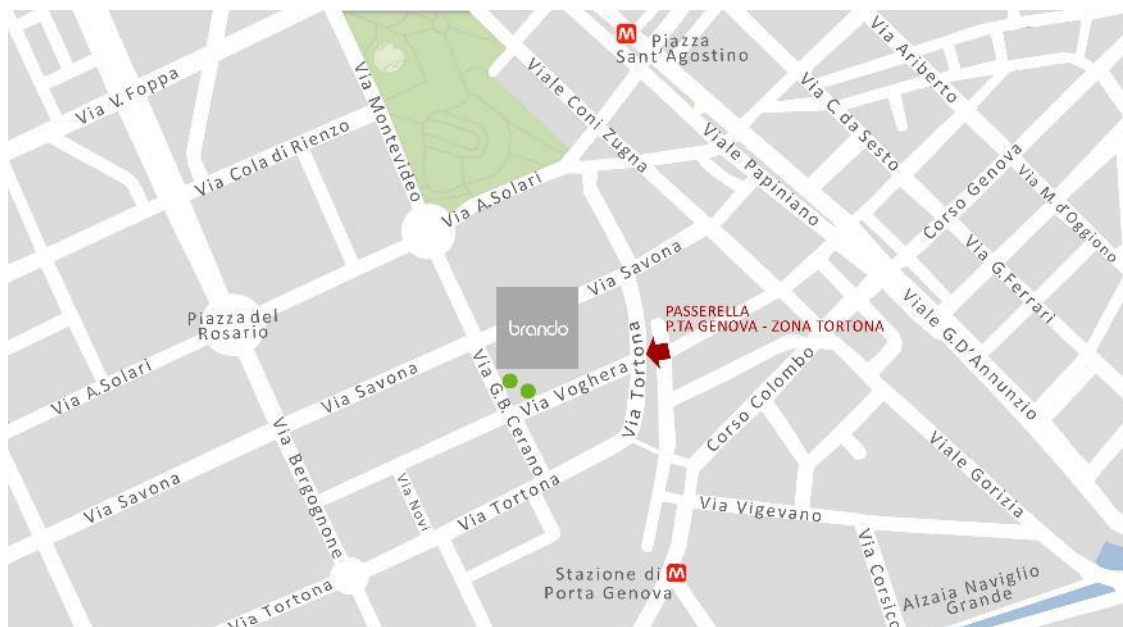 Via V. Foppa
Via Montevideo
M
Piazza
Sant'Agostino
Via Ariberto
Via Cola di Rienzo
Viale Coni Zugna
Viale Papiniano
Via C. da Sesto
Corso Genova
Via M. d'Oggiono
Via A.Solari
Via Savona
Via G.Ferrari
Piazza del
Rosario
brando
PASSERELLA
P.TA GENOVA - ZONA TORTONA
Viale G.D'Annunzio
Via A.Solari
Via Savona
Via G.B. Cerano
Via Voghera
Via Tortona
Corso Colombo
Viale Gorizia
Via Bergognone
Via Savona
Via Novi
Via Tortona
Via Vigevano
Via Corsico
Stazione di
Porta Genova
M
Alzaia Naviglio
Grande
Via Tortona